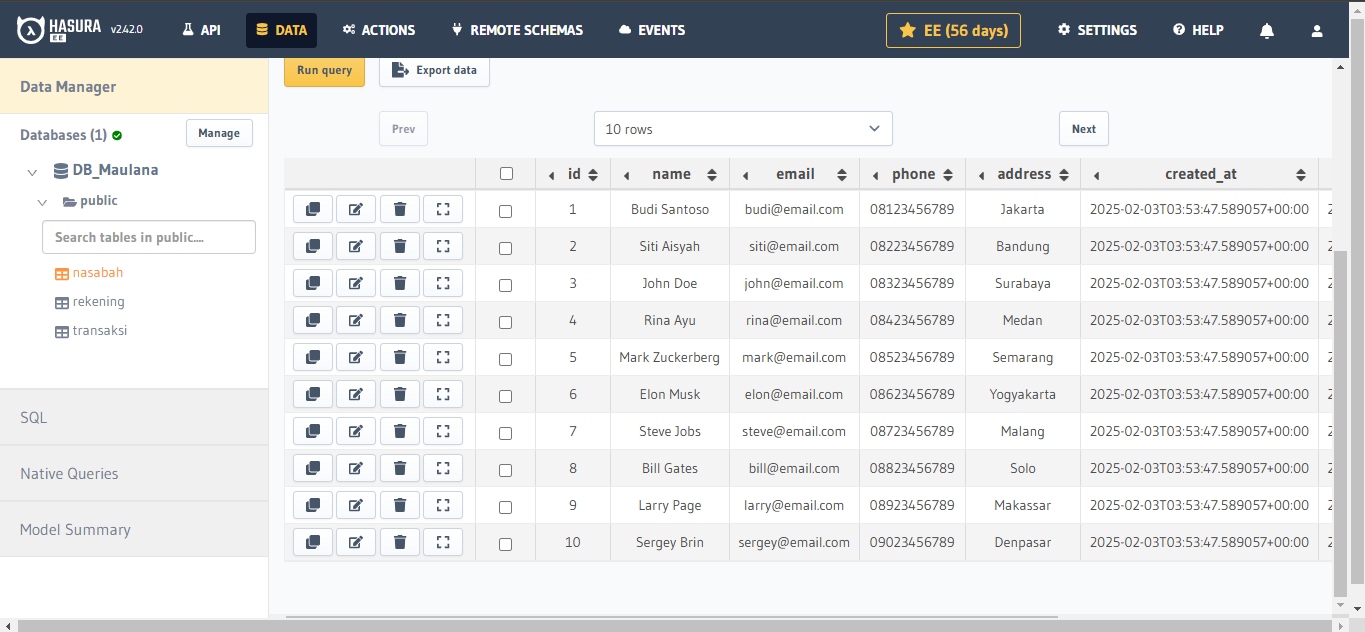 HASURA EE v2.42.0 API DATA ACTIONS REMOTE SCHEMAS EVENTS EE (56 days) SETTINGS HELP
Data Manager
Databases (1) Manage
DB_Maulana
public
Search tables in public....
nasabah
rekening
transaksi
SQL
Native Queries
Model Summary
Run query Export data
Prev 10 rows Next
id name email phone address created_at
1 Budi Santoso budi@email.com 08123456789 Jakarta 2025-02-03T03:53:47.589057+00:00 2
2 Siti Aisyah siti@email.com 08223456789 Bandung 2025-02-03T03:53:47.589057+00:00 2
3 John Doe john@email.com 08323456789 Surabaya 2025-02-03T03:53:47.589057+00:00 2
4 Rina Ayu rina@email.com 08423456789 Medan 2025-02-03T03:53:47.589057+00:00 2
5 Mark Zuckerberg mark@email.com 08523456789 Semarang 2025-02-03T03:53:47.589057+00:00 2
6 Elon Musk elon@email.com 08623456789 Yogyakarta 2025-02-03T03:53:47.589057+00:00 2
7 Steve Jobs steve@email.com 08723456789 Malang 2025-02-03T03:53:47.589057+00:00 2
8 Bill Gates bill@email.com 08823456789 Solo 2025-02-03T03:53:47.589057+00:00 2
9 Larry Page larry@email.com 08923456789 Makassar 2025-02-03T03:53:47.589057+00:00 2
10 Sergey Brin sergey@email.com 09023456789 Denpasar 2025-02-03T03:53:47.589057+00:00 2